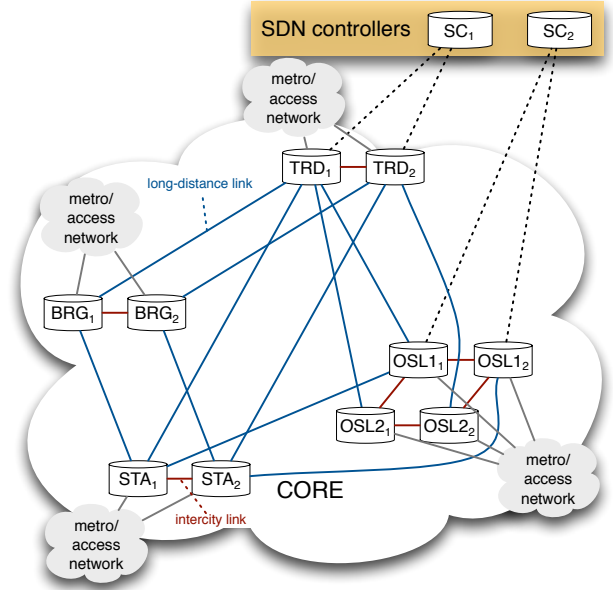 SDN controllers
SC₁
SC₂
metro/
access
network
TRD₁
TRD₂
long-distance link
metro/
access
network
BRG₁
BRG₂
OSL1₁
OSL1₂
OSL2₁
OSL2₂
STA₁
STA₂
CORE
metro/
access
network
intercity link
metro/
access
network